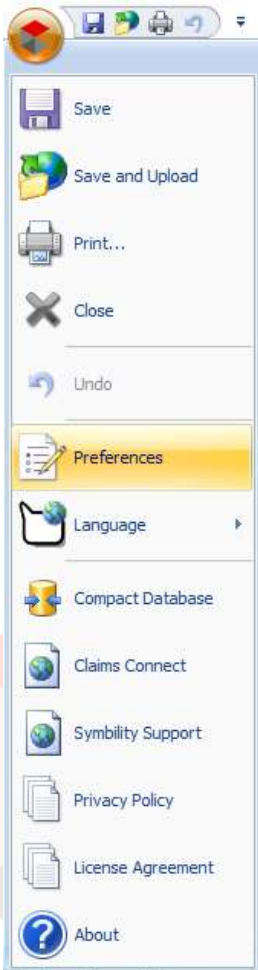 Save
Save and Upload
Print...
Close
Undo
Preferences
Language
Compact Database
Claims Connect
Symbility Support
Privacy Policy
License Agreement
About